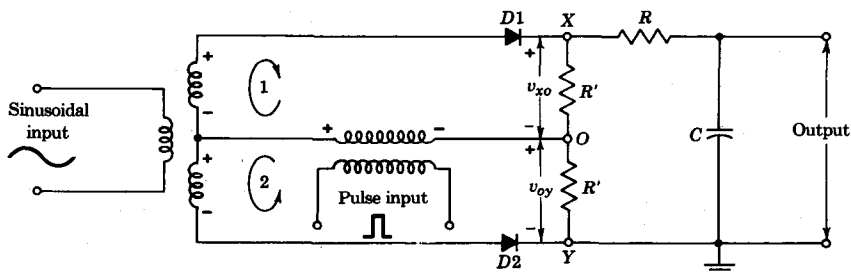 D1
X
R
+
+
1
v_xo
R'
-
-
Sinusoidal
input
+
-
O
+
+
C
Output
2
v_oy
R'
Pulse input
-
-
D2
Y